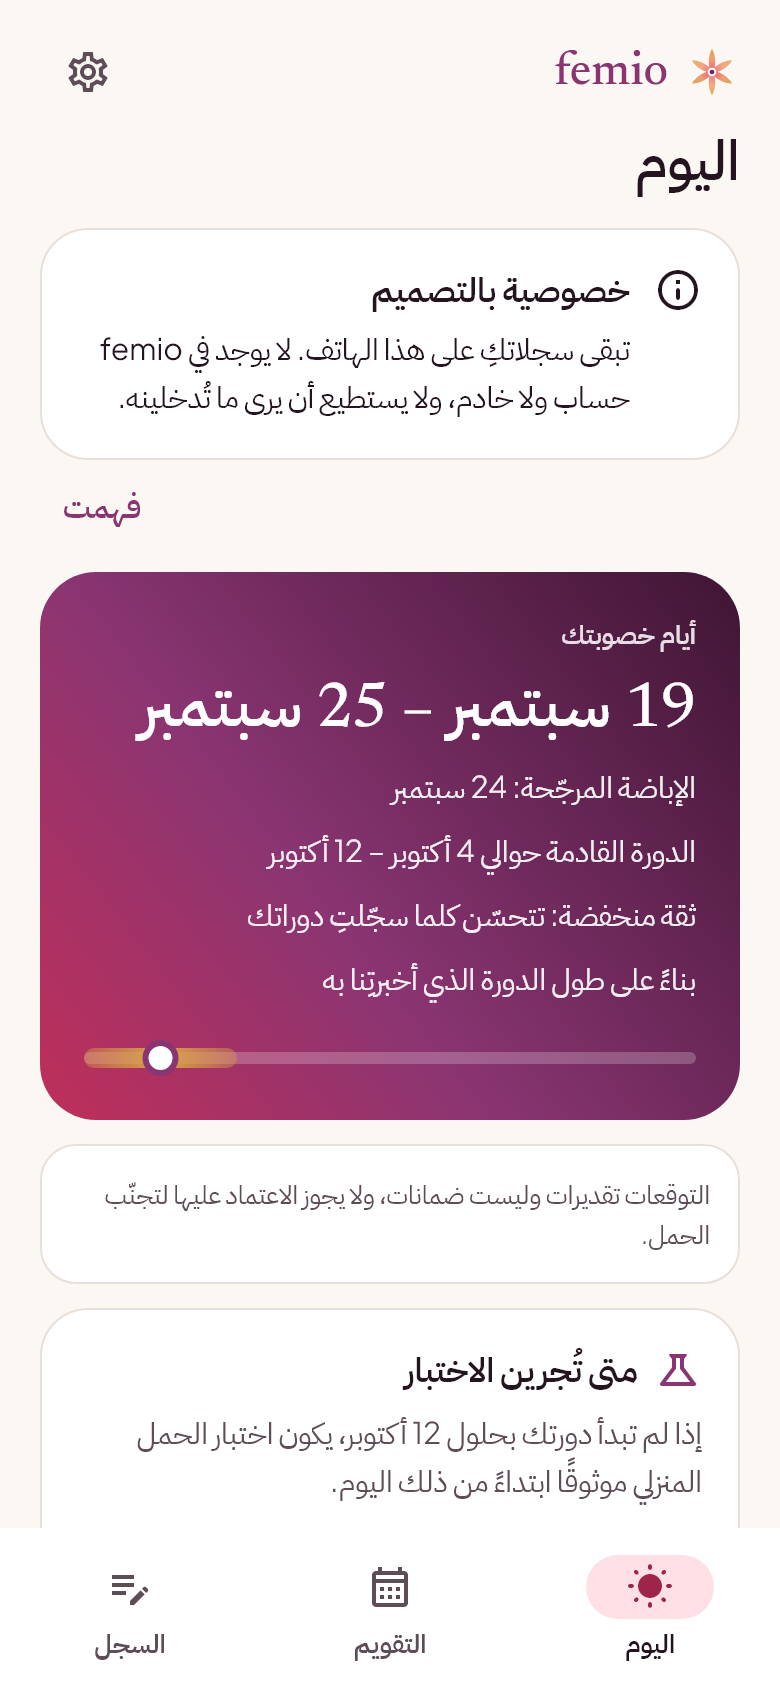 femio
اليوم
خصوصية بالتصميم
تبقى سجلاتكِ على هذا الهاتف. لا يوجد في femio
حساب ولا خادم، ولا يستطيع أن يرى ما تُدخلينه.
فهمت
أيام خصوبتك
19 سبتمبر – 25 سبتمبر
الإباضة المرجّحة: 24 سبتمبر
الدورة القادمة حوالي 4 أكتوبر – 12 أكتوبر
ثقة منخفضة: تتحسّن كلما سجّلتِ دوراتك
بناءً على طول الدورة الذي أخبرتِنا به
التوقعات تقديرات وليست ضمانات، ولا يجوز الاعتماد عليها لتجنّب
الحمل.
متى تُجرين الاختبار
إذا لم تبدأ دورتك بحلول 12 أكتوبر، يكون اختبار الحمل
المنزلي موثوقًا ابتداءً من ذلك اليوم.
اليوم
التقويم
السجل